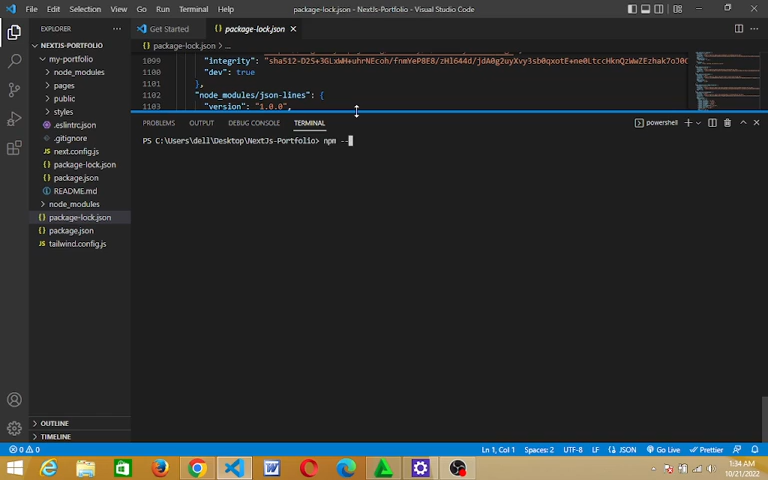 File Edit Selection View Go Run Terminal Help
package-lock.json - NextJs-Portfolio - Visual Studio Code
EXPLORER
NEXTJS-PORTFOLIO
my-portfolio
node_modules
pages
public
styles
.eslintrc.json
.gitignore
next.config.js
package-lock.json
package.json
README.md
node_modules
package-lock.json
package.json
tailwind.config.js
OUTLINE
TIMELINE
Get Started
package-lock.json
package-lock.json > ...
1099 "integrity":
1100 "dev": true
1101 },
1102 "node_modules/json-lines": {
1103 "version": "1.0.0",
PROBLEMS OUTPUT DEBUG CONSOLE TERMINAL
powershell
PS C:\Users\dell\Desktop\NextJs-Portfolio> npm --
0 0
Ln 1, Col 1 Spaces: 2 UTF-8 LF {} JSON Go Live Prettier
1:34 AM
10/21/2022